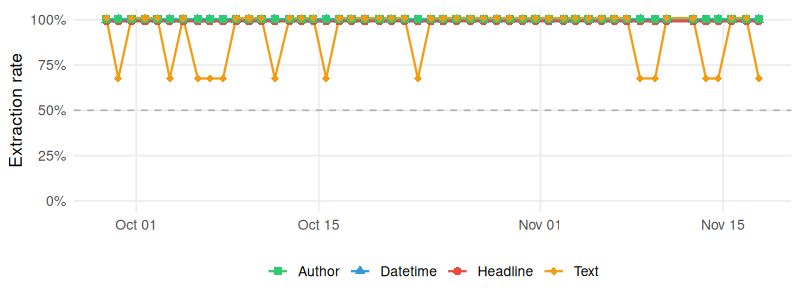 Extraction rate
100%
75%
50%
25%
0%
Oct 01 Oct 15 Nov 01 Nov 15
Author Datetime Headline Text